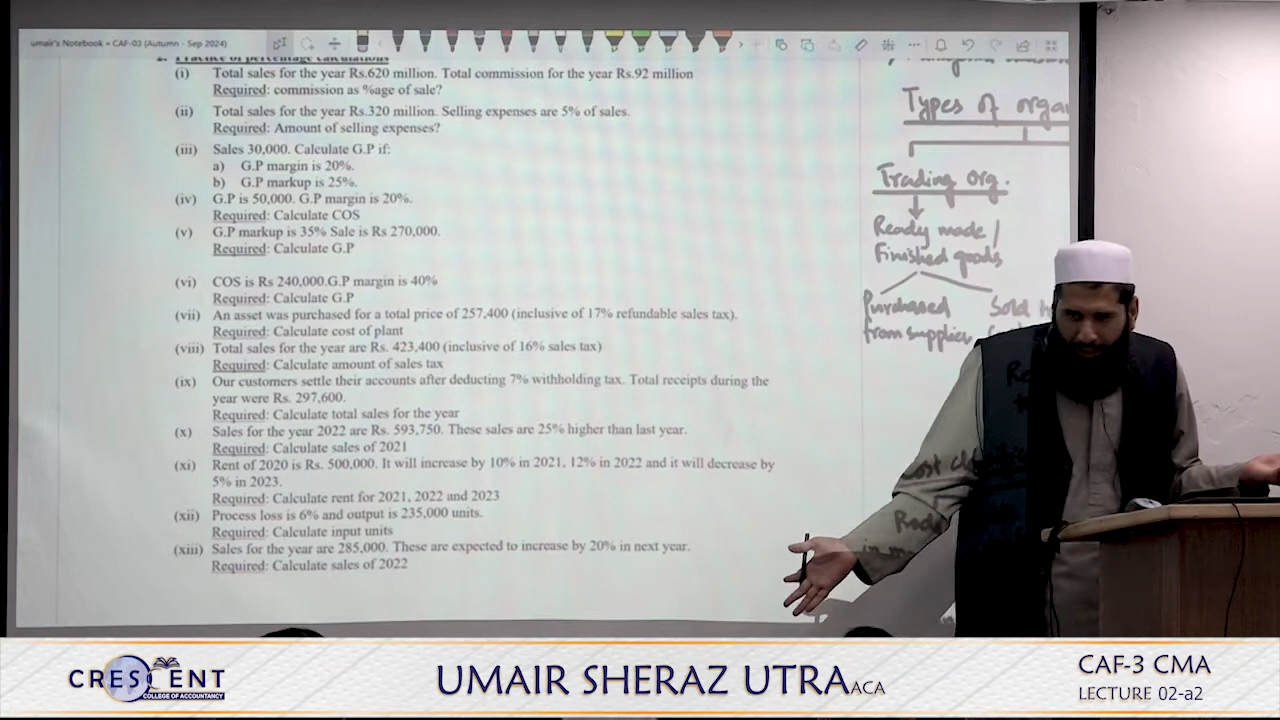 umair's Notebook • CAF-03 (Autumn - Sep 2024)
2. Practice of percentage calculations
(i) Total sales for the year Rs.620 million. Total commission for the year Rs.92 million
Required: commission as %age of sale?
(ii) Total sales for the year Rs.320 million. Selling expenses are 5% of sales.
Required: Amount of selling expenses?
(iii) Sales 30,000. Calculate G.P if:
a) G.P margin is 20%.
b) G.P markup is 25%.
(iv) G.P is 50,000. G.P margin is 20%.
Required: Calculate COS
(v) G.P markup is 35% Sale is Rs 270,000.
Required: Calculate G.P
(vi) COS is Rs 240,000.G.P margin is 40%
Required: Calculate G.P
(vii) An asset was purchased for a total price of 257,400 (inclusive of 17% refundable sales tax).
Required: Calculate cost of plant
(viii) Total sales for the year are Rs. 423,400 (inclusive of 16% sales tax)
Required: Calculate amount of sales tax
(ix) Our customers settle their accounts after deducting 7% withholding tax. Total receipts during the
year were Rs. 297,600.
Required: Calculate total sales for the year
(x) Sales for the year 2022 are Rs. 593,750. These sales are 25% higher than last year.
Required: Calculate sales of 2021
(xi) Rent of 2020 is Rs. 500,000. It will increase by 10% in 2021, 12% in 2022 and it will decrease by
5% in 2023.
Required: Calculate rent for 2021, 2022 and 2023
(xii) Process loss is 6% and output is 235,000 units.
Required: Calculate input units
(xiii) Sales for the year are 285,000. These are expected to increase by 20% in next year.
Required: Calculate sales of 2022
Types of orga
Trading org.
Ready made /
Finished goods
Purchased
from supplier
Sold
CRESCENT
COLLEGE OF ACCOUNTANCY
UMAIR SHERAZ UTRA ACA
CAF-3 CMA
LECTURE 02-a2